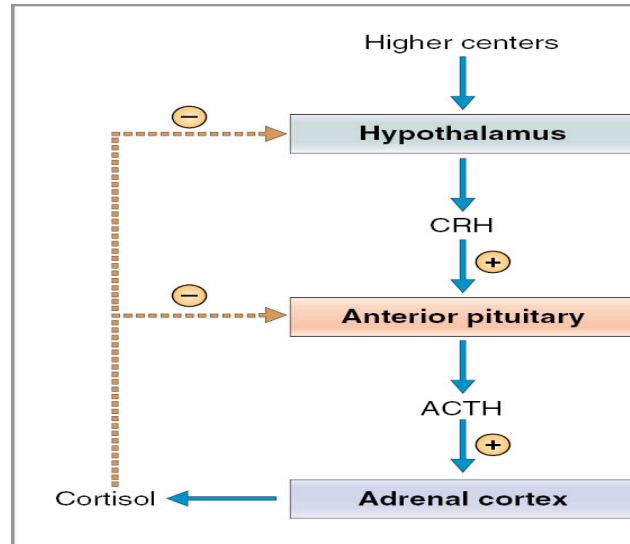 Higher centers
−
Hypothalamus
CRH
+
−
Anterior pituitary
ACTH
+
Cortisol
Adrenal cortex